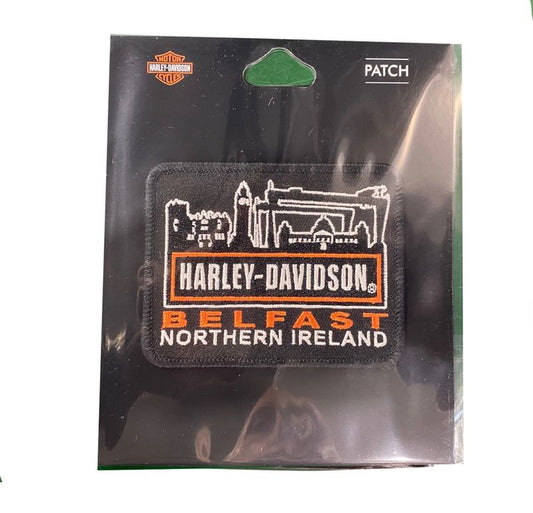 MOTOR
HARLEY-DAVIDSON
CYCLES
PATCH
HARLEY-DAVIDSON®
BELFAST
NORTHERN IRELAND